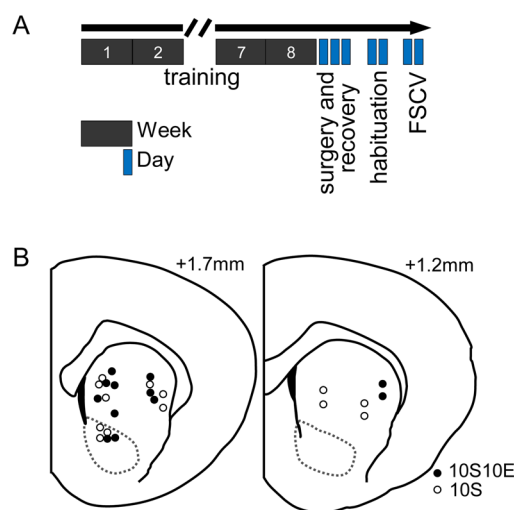 A
1 2 7 8
training
surgery and
recovery
habituation
FSCV
Week
Day
B
+1.7mm
+1.2mm
10S10E
10S